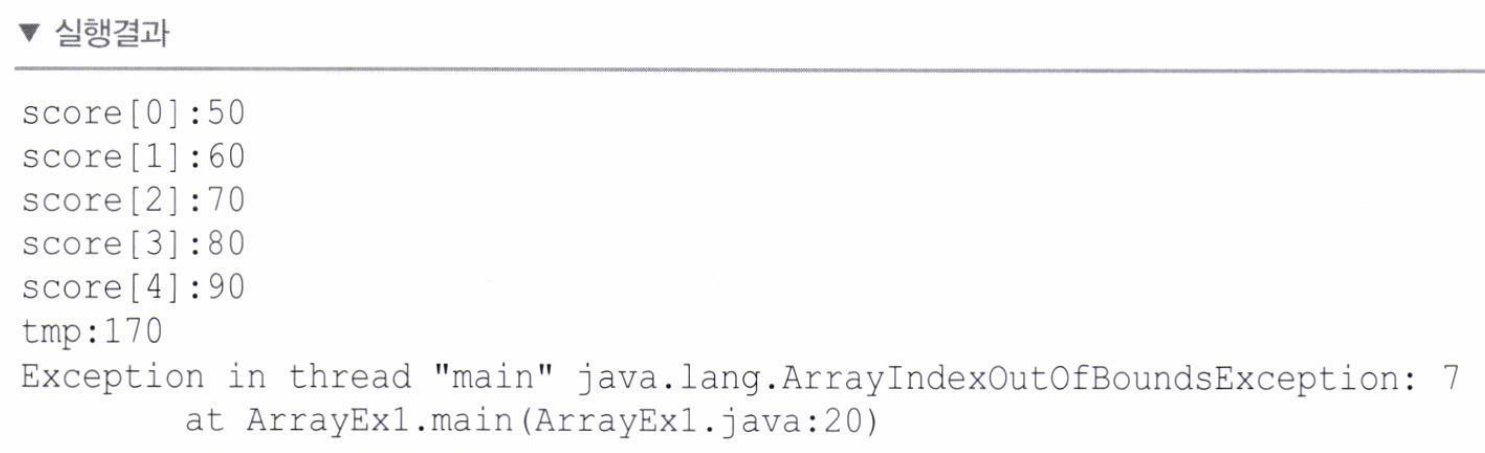 ▼ 실행결과
score[0]:50
score[1]:60
score[2]:70
score[3]:80
score[4]:90
tmp:170
Exception in thread "main" java.lang.ArrayIndexOutOfBoundsException: 7
        at ArrayEx1.main(ArrayEx1.java:20)